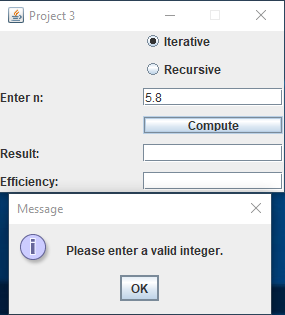 Project 3
Iterative
Recursive
Enter n: 5.8
Compute
Result:
Efficiency:
Message
Please enter a valid integer.
OK